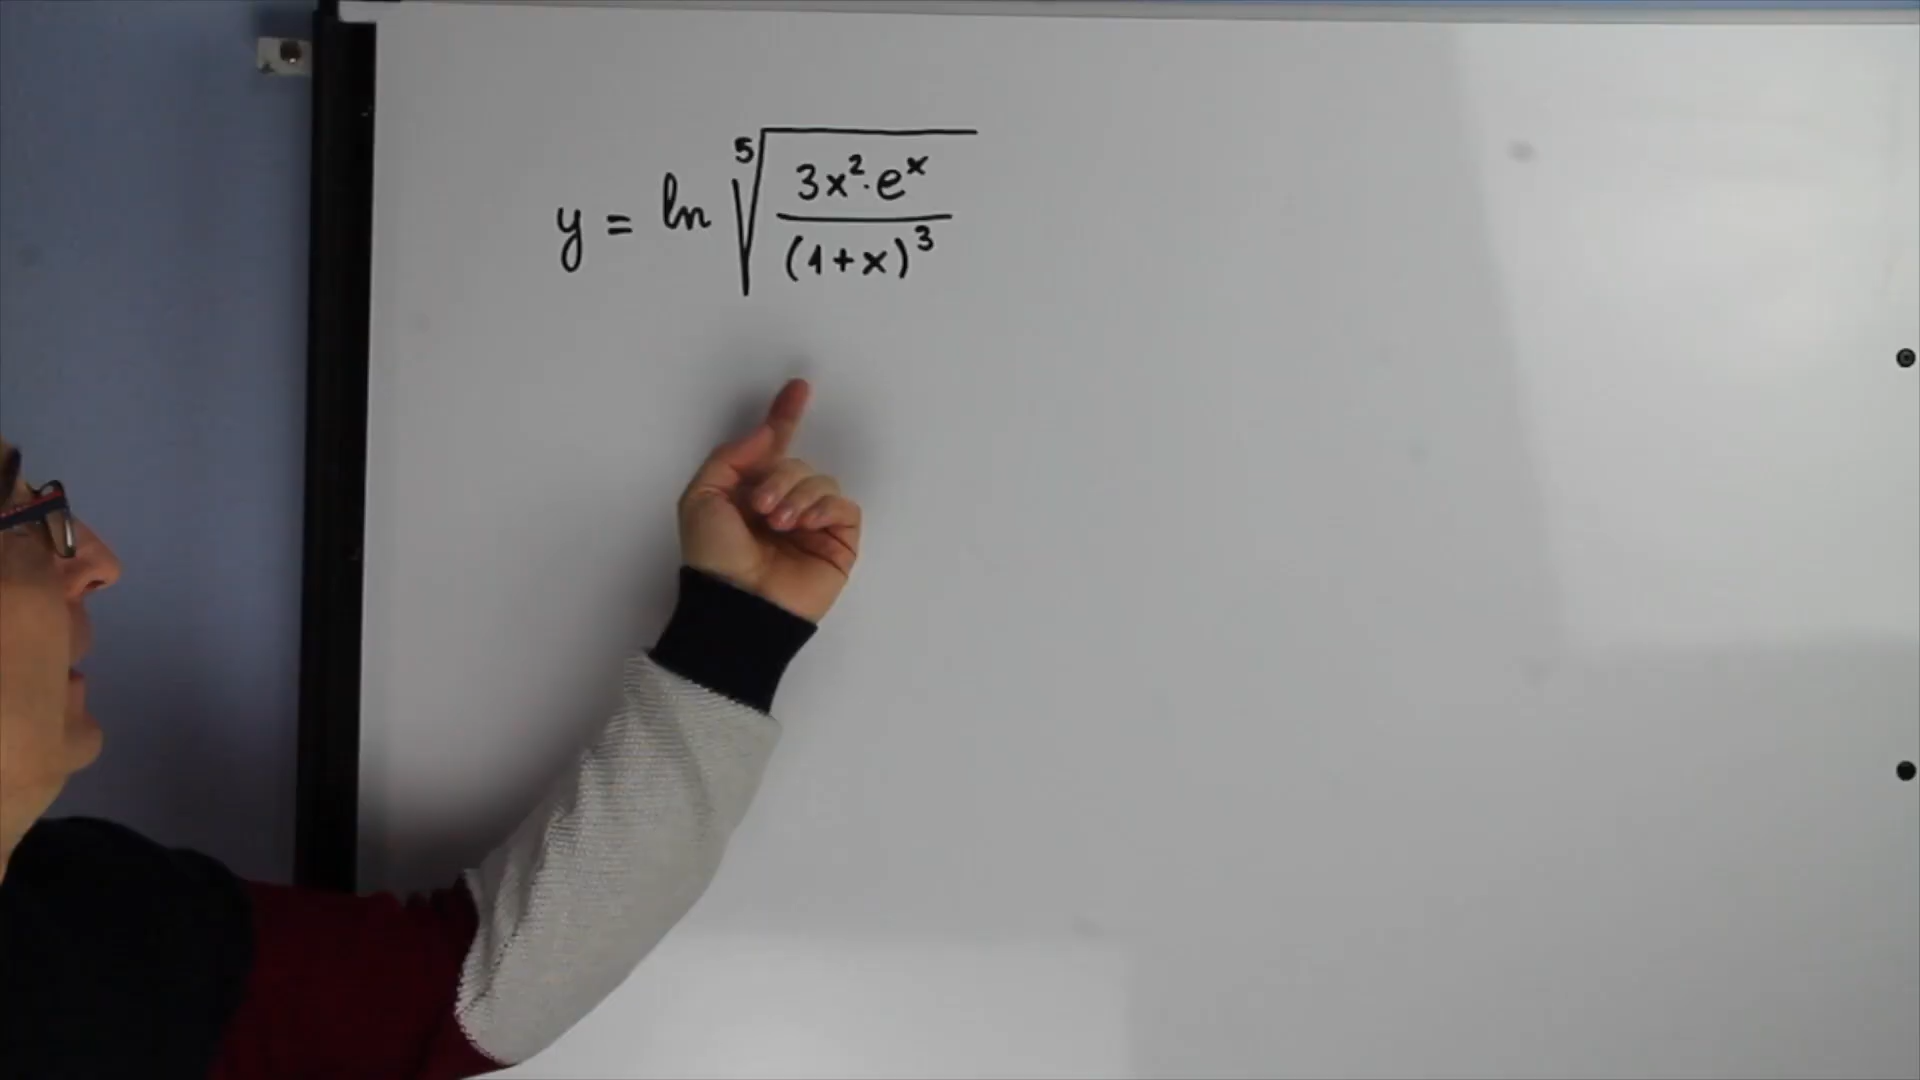 y = ln ⁵√(3x²·eˣ / (1+x)³)